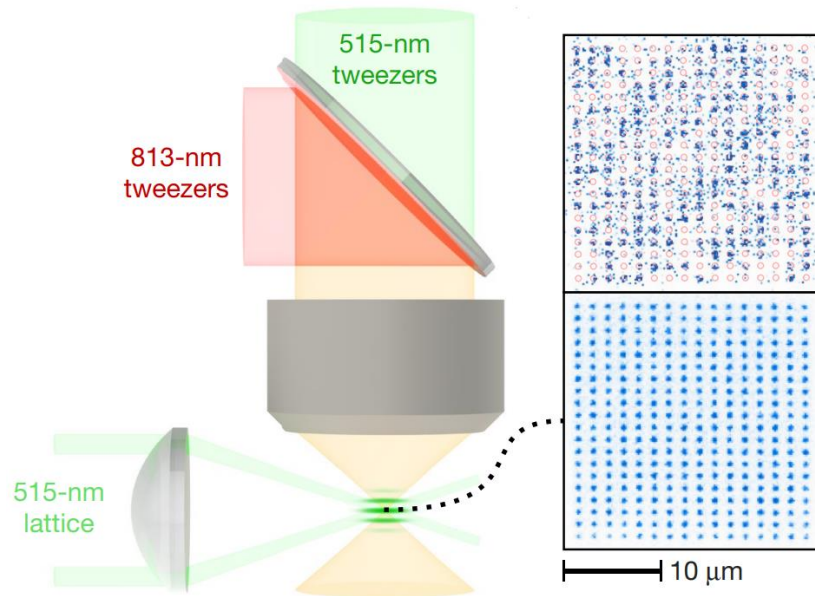 515-nm
tweezers
813-nm
tweezers
515-nm
lattice
10 μm